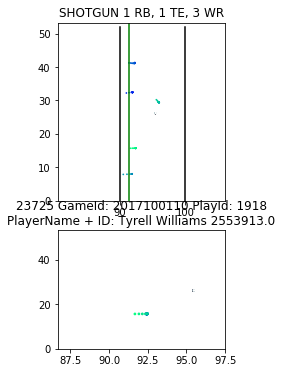 SHOTGUN 1 RB, 1 TE, 3 WR
50
40
30
20
10
0
90 100
23725 GameId: 2017100110 PlayId: 1918
PlayerName + ID: Tyrell Williams 2553913.0
40
20
0
87.5 90.0 92.5 95.0 97.5